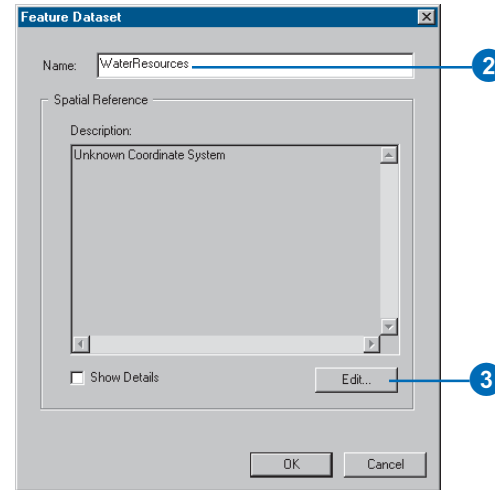 Feature Dataset
Name: WaterResources 2
Spatial Reference
Description:
Unknown Coordinate System
Show Details Edit... 3
OK Cancel